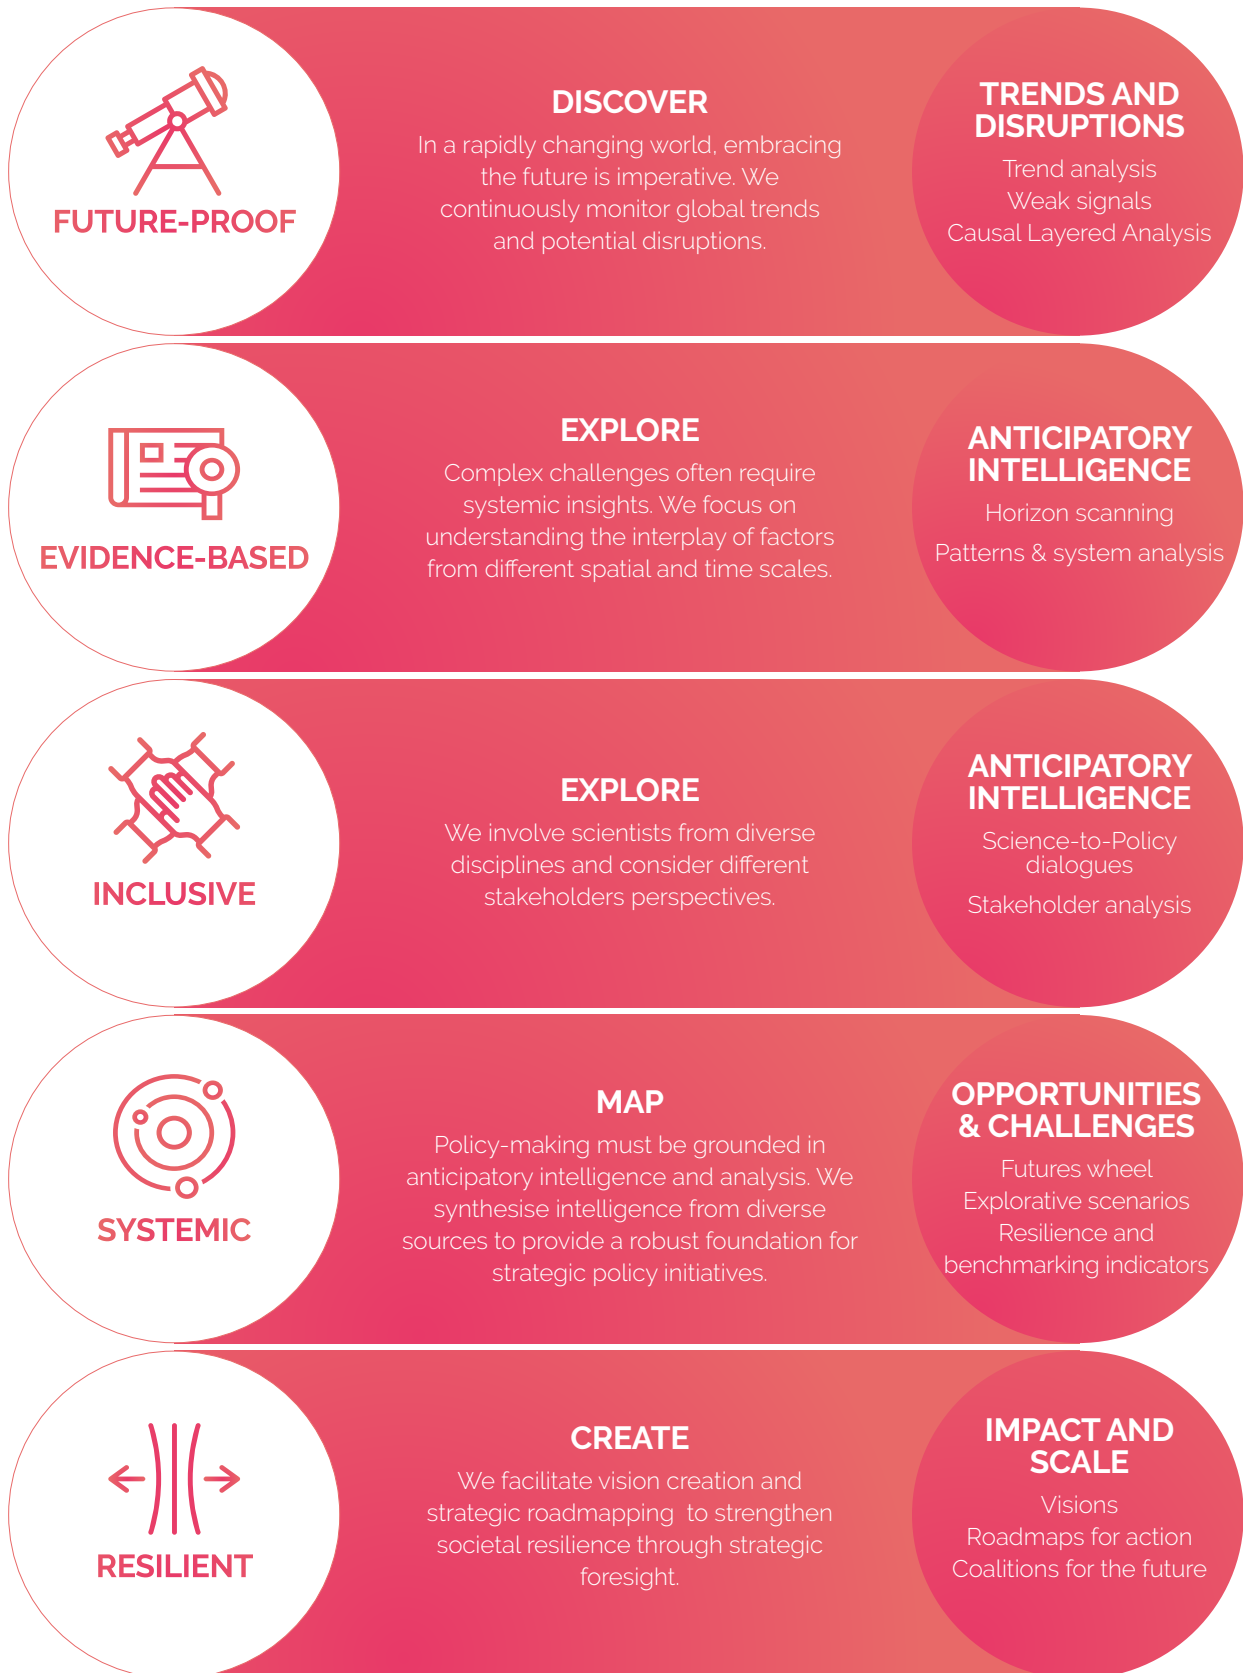 FUTURE-PROOF
DISCOVER
In a rapidly changing world, embracing
the future is imperative. We
continuously monitor global trends
and potential disruptions.
TRENDS AND
DISRUPTIONS
Trend analysis
Weak signals
Causal Layered Analysis
EVIDENCE-BASED
EXPLORE
Complex challenges often require
systemic insights. We focus on
understanding the interplay of factors
from different spatial and time scales.
ANTICIPATORY
INTELLIGENCE
Horizon scanning
Patterns & system analysis
INCLUSIVE
EXPLORE
We involve scientists from diverse
disciplines and consider different
stakeholders perspectives.
ANTICIPATORY
INTELLIGENCE
Science-to-Policy
dialogues
Stakeholder analysis
SYSTEMIC
MAP
Policy-making must be grounded in
anticipatory intelligence and analysis. We
synthesise intelligence from diverse
sources to provide a robust foundation for
strategic policy initiatives.
OPPORTUNITIES
& CHALLENGES
Futures wheel
Explorative scenarios
Resilience and
benchmarking indicators
RESILIENT
CREATE
We facilitate vision creation and
strategic roadmapping  to strengthen
societal resilience through strategic
foresight.
IMPACT AND
SCALE
Visions
Roadmaps for action
Coalitions for the future